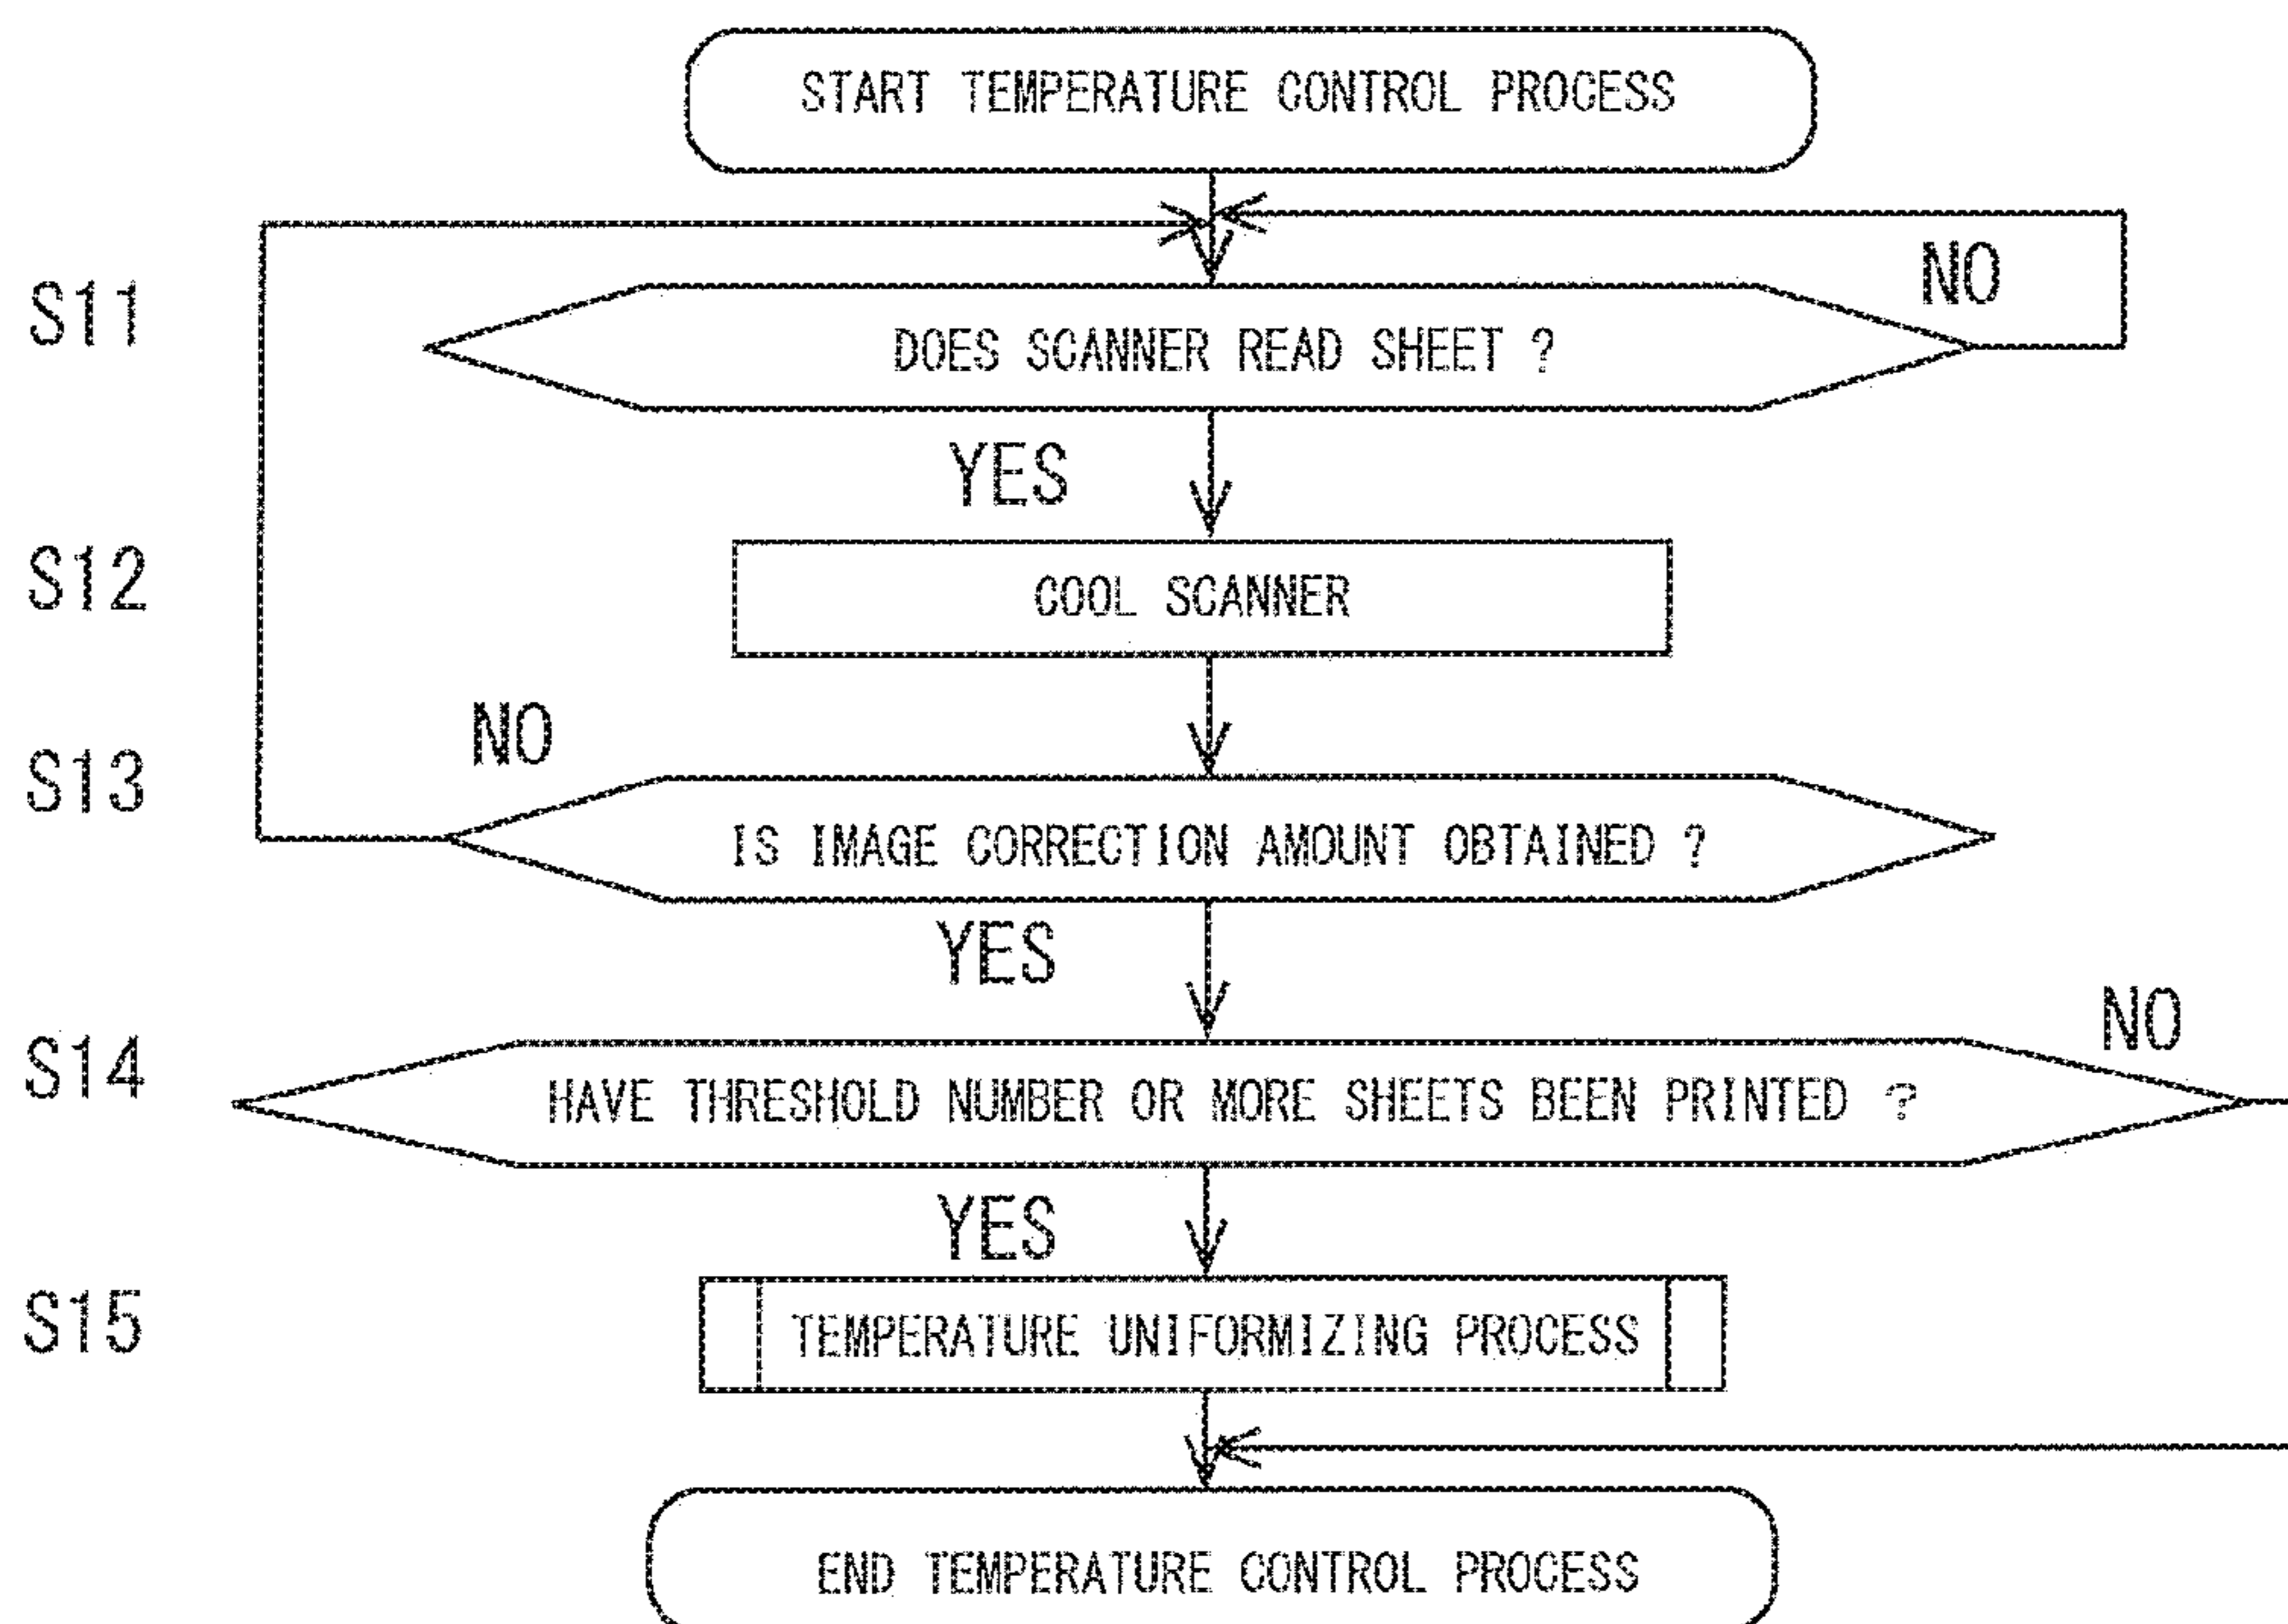 START TEMPERATURE CONTROL PROCESS
NO
S11
DOES SCANNER READ SHEET ?
YES
S12
COOL SCANNER
NO
S13
IS IMAGE CORRECTION AMOUNT OBTAINED ?
YES
NO
S14
HAVE THRESHOLD NUMBER OR MORE SHEETS BEEN PRINTED ?
YES
S15
TEMPERATURE UNIFORMIZING PROCESS
END TEMPERATURE CONTROL PROCESS